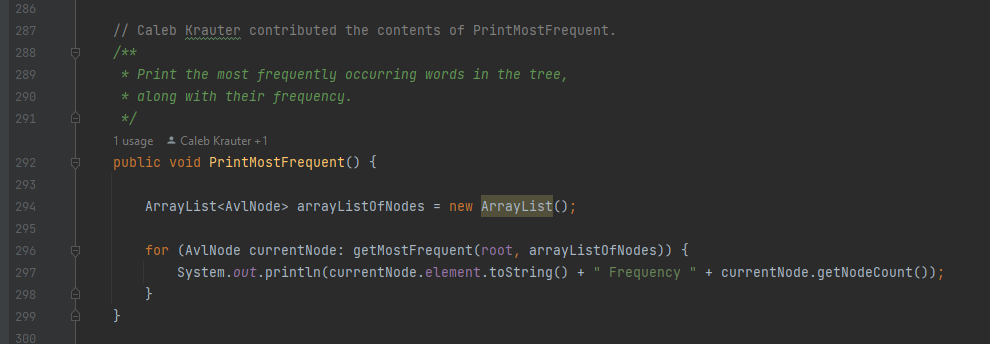 286
287 // Caleb Krauter contributed the contents of PrintMostFrequent.
288 /**
289 * Print the most frequently occurring words in the tree,
290 * along with their frequency.
291 */
1 usage Caleb Krauter +1
292 public void PrintMostFrequent() {
293
294 ArrayList<AvlNode> arrayListOfNodes = new ArrayList();
295
296 for (AvlNode currentNode: getMostFrequent(root, arrayListOfNodes)) {
297 System.out.println(currentNode.element.toString() + " Frequency " + currentNode.getNodeCount());
298 }
299 }
300